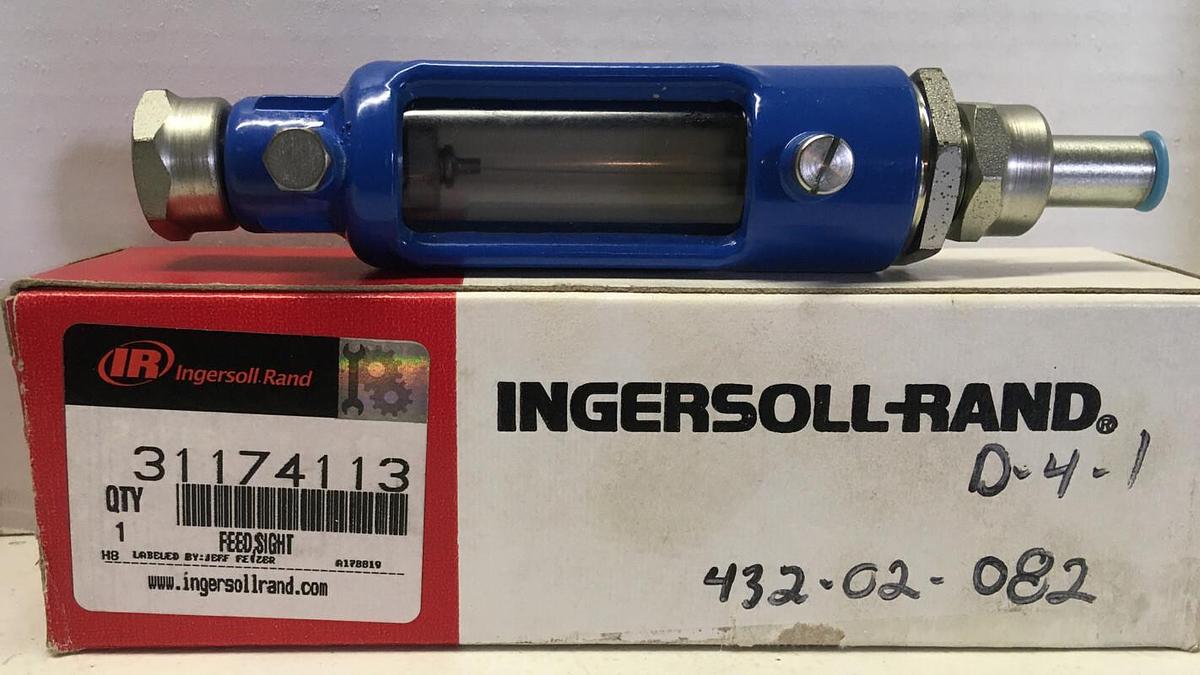 IR Ingersoll Rand
31174113
QTY
1
FEED,SIGHT
H8 LABELED BY:JEFF FETZER A178819
www.ingersollrand.com
INGERSOLL-RAND®
D-4-1
432-02-082